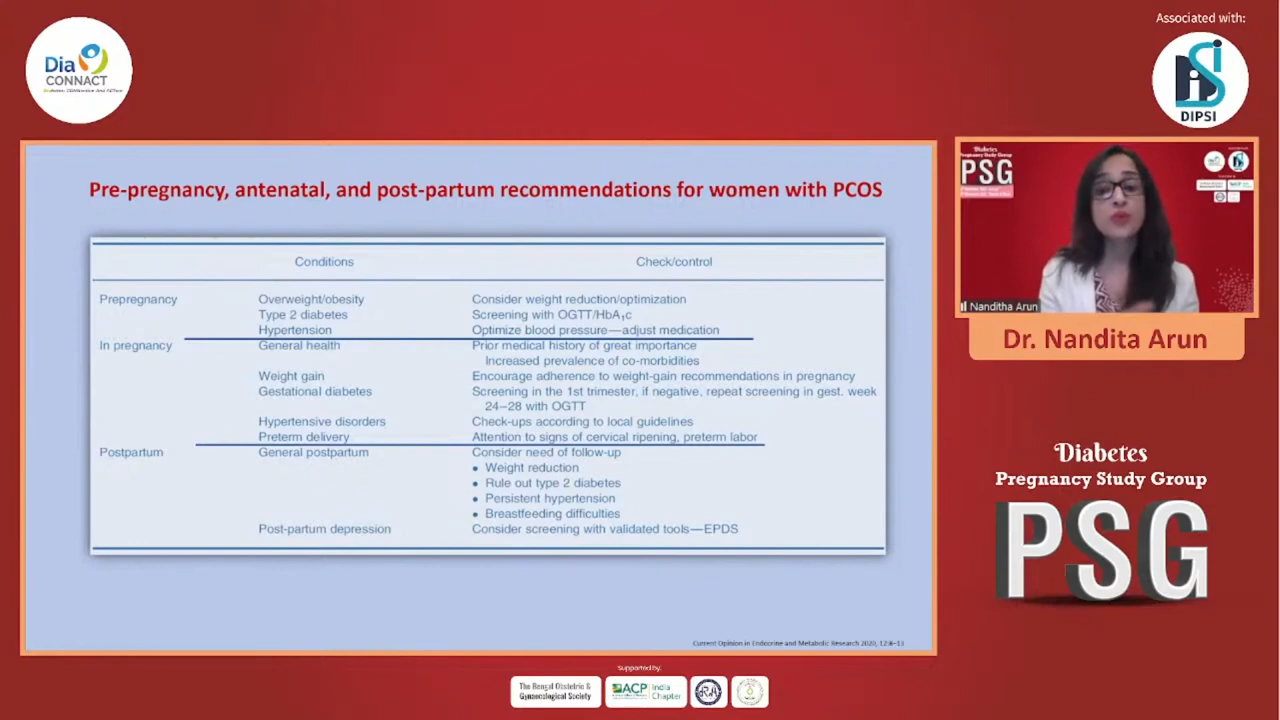 Dia
CONNACT
Associated with:
DIPSI
Pre-pregnancy, antenatal, and post-partum recommendations for women with PCOS
Conditions Check/control
Prepregnancy Overweight/obesity Consider weight reduction/optimization
Type 2 diabetes Screening with OGTT/HbA1c
Hypertension Optimize blood pressure—adjust medication
In pregnancy General health Prior medical history of great importance
Increased prevalence of co-morbidities
Weight gain Encourage adherence to weight-gain recommendations in pregnancy
Gestational diabetes Screening in the 1st trimester, if negative, repeat screening in gest. week
24–28 with OGTT
Hypertensive disorders Check-ups according to local guidelines
Preterm delivery Attention to signs of cervical ripening, preterm labor
Postpartum General postpartum Consider need of follow-up
• Weight reduction
• Rule out type 2 diabetes
• Persistent hypertension
• Breastfeeding difficulties
Post-partum depression Consider screening with validated tools—EPDS
Current Opinion in Endocrine and Metabolic Research 2020; 12:8–13
Diabetes
Pregnancy Study Group
PSG
Nanditha Arun
Dr. Nandita Arun
Diabetes
Pregnancy Study Group
PSG
Supported by:
The Bengal Obstetric &
Gynaecological Society
ACP India
Chapter